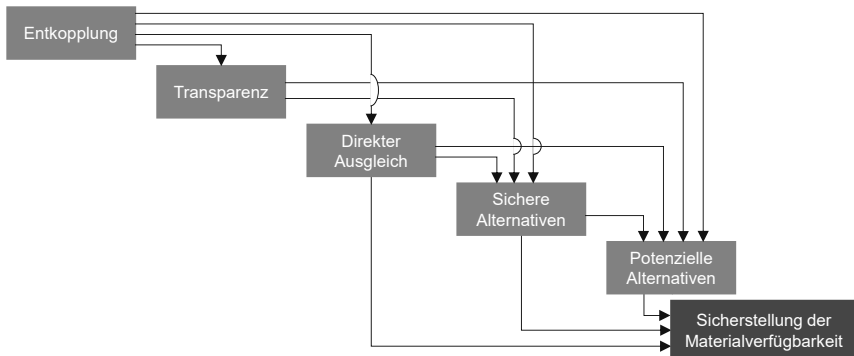 Entkopplung
Transparenz
Direkter
Ausgleich
Sichere
Alternativen
Potenzielle
Alternativen
Sicherstellung der
Materialverfügbarkeit